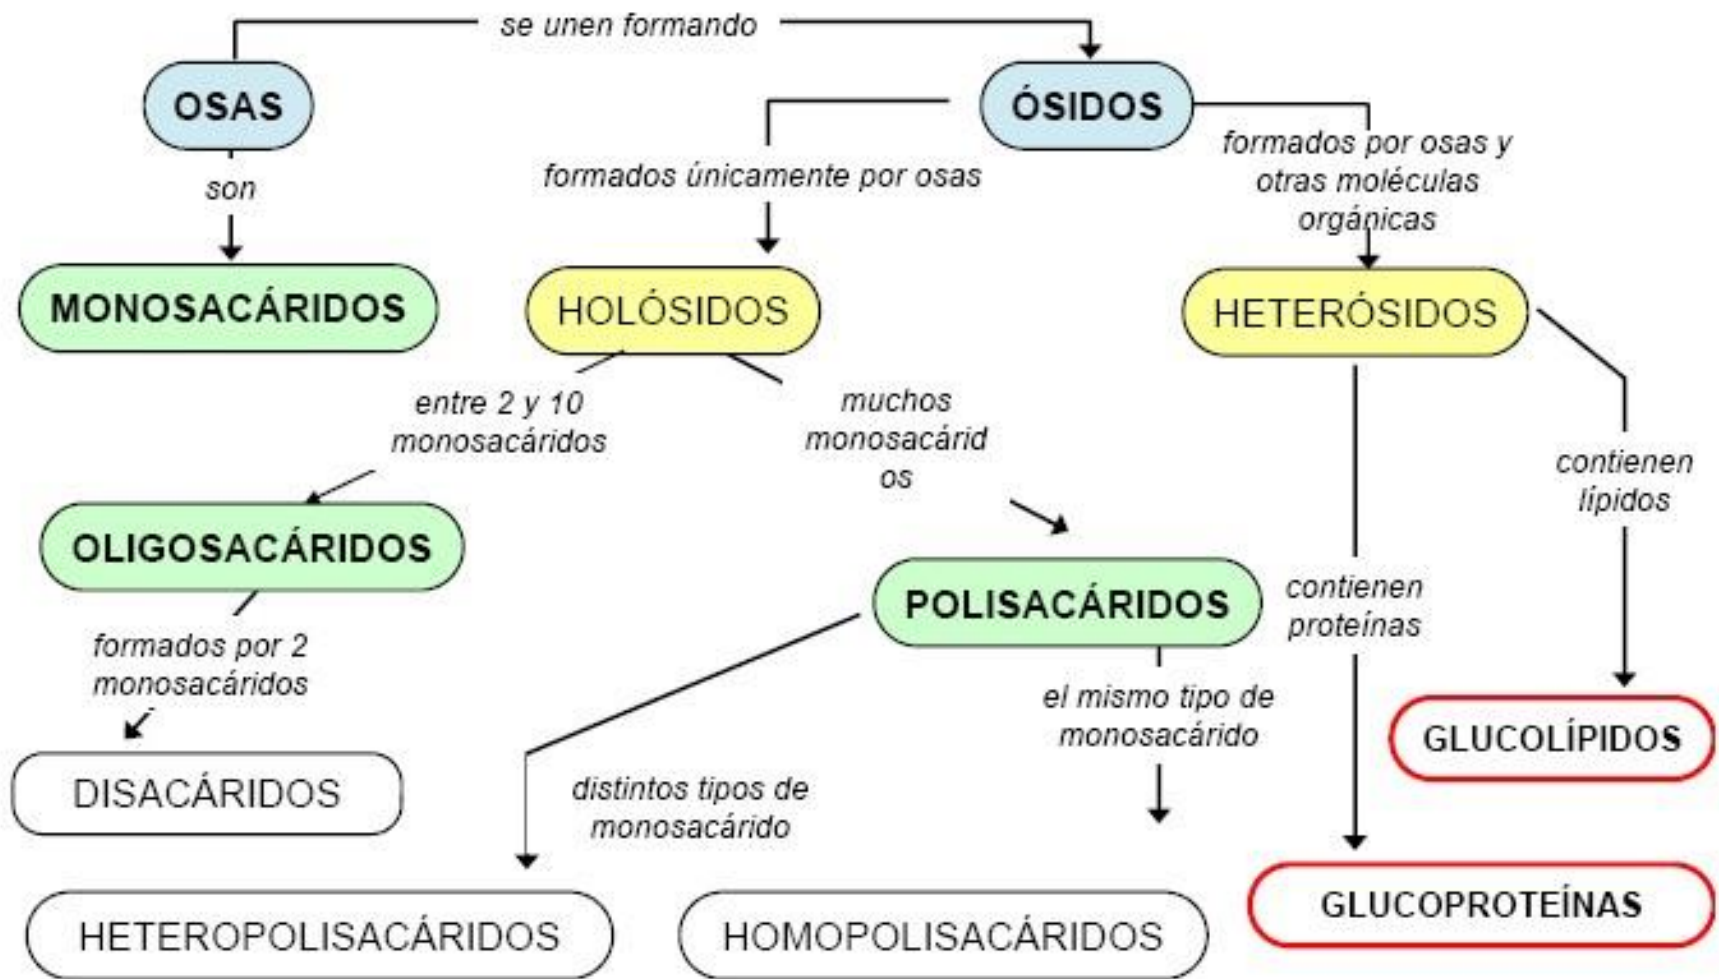 se unen formando
OSAS
ÓSIDOS
son
formados únicamente por osas
formados por osas y
otras moléculas
orgánicas
MONOSACÁRIDOS
HOLÓSIDOS
HETERÓSIDOS
entre 2 y 10
monosacáridos
muchos
monosacárid
os
contienen
lípidos
OLIGOSACÁRIDOS
POLISACÁRIDOS
contienen
proteínas
formados por 2
monosacáridos
el mismo tipo de
monosacárido
GLUCOLÍPIDOS
DISACÁRIDOS
distintos tipos de
monosacárido
HETEROPOLISACÁRIDOS
HOMOPOLISACÁRIDOS
GLUCOPROTEÍNAS